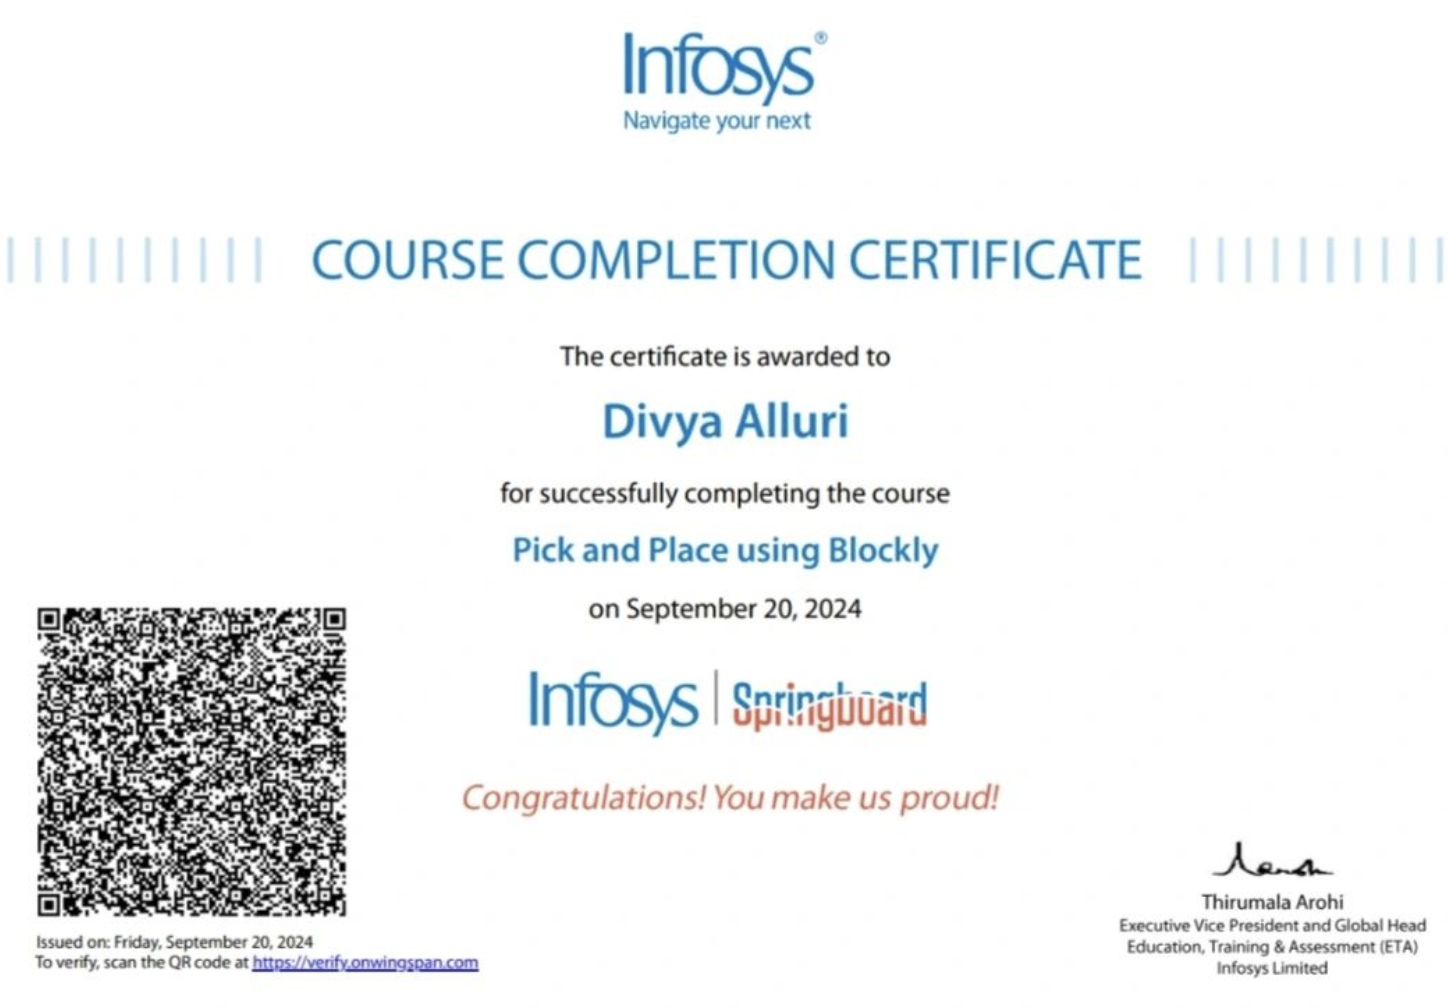 Infosys®
Navigate your next
COURSE COMPLETION CERTIFICATE
The certificate is awarded to
Divya Alluri
for successfully completing the course
Pick and Place using Blockly
on September 20, 2024
Infosys | Springboard
Congratulations! You make us proud!
Issued on: Friday, September 20, 2024
To verify, scan the QR code at https://verify.onwingspan.com
Thirumala Arohi
Executive Vice President and Global Head
Education, Training & Assessment (ETA)
Infosys Limited